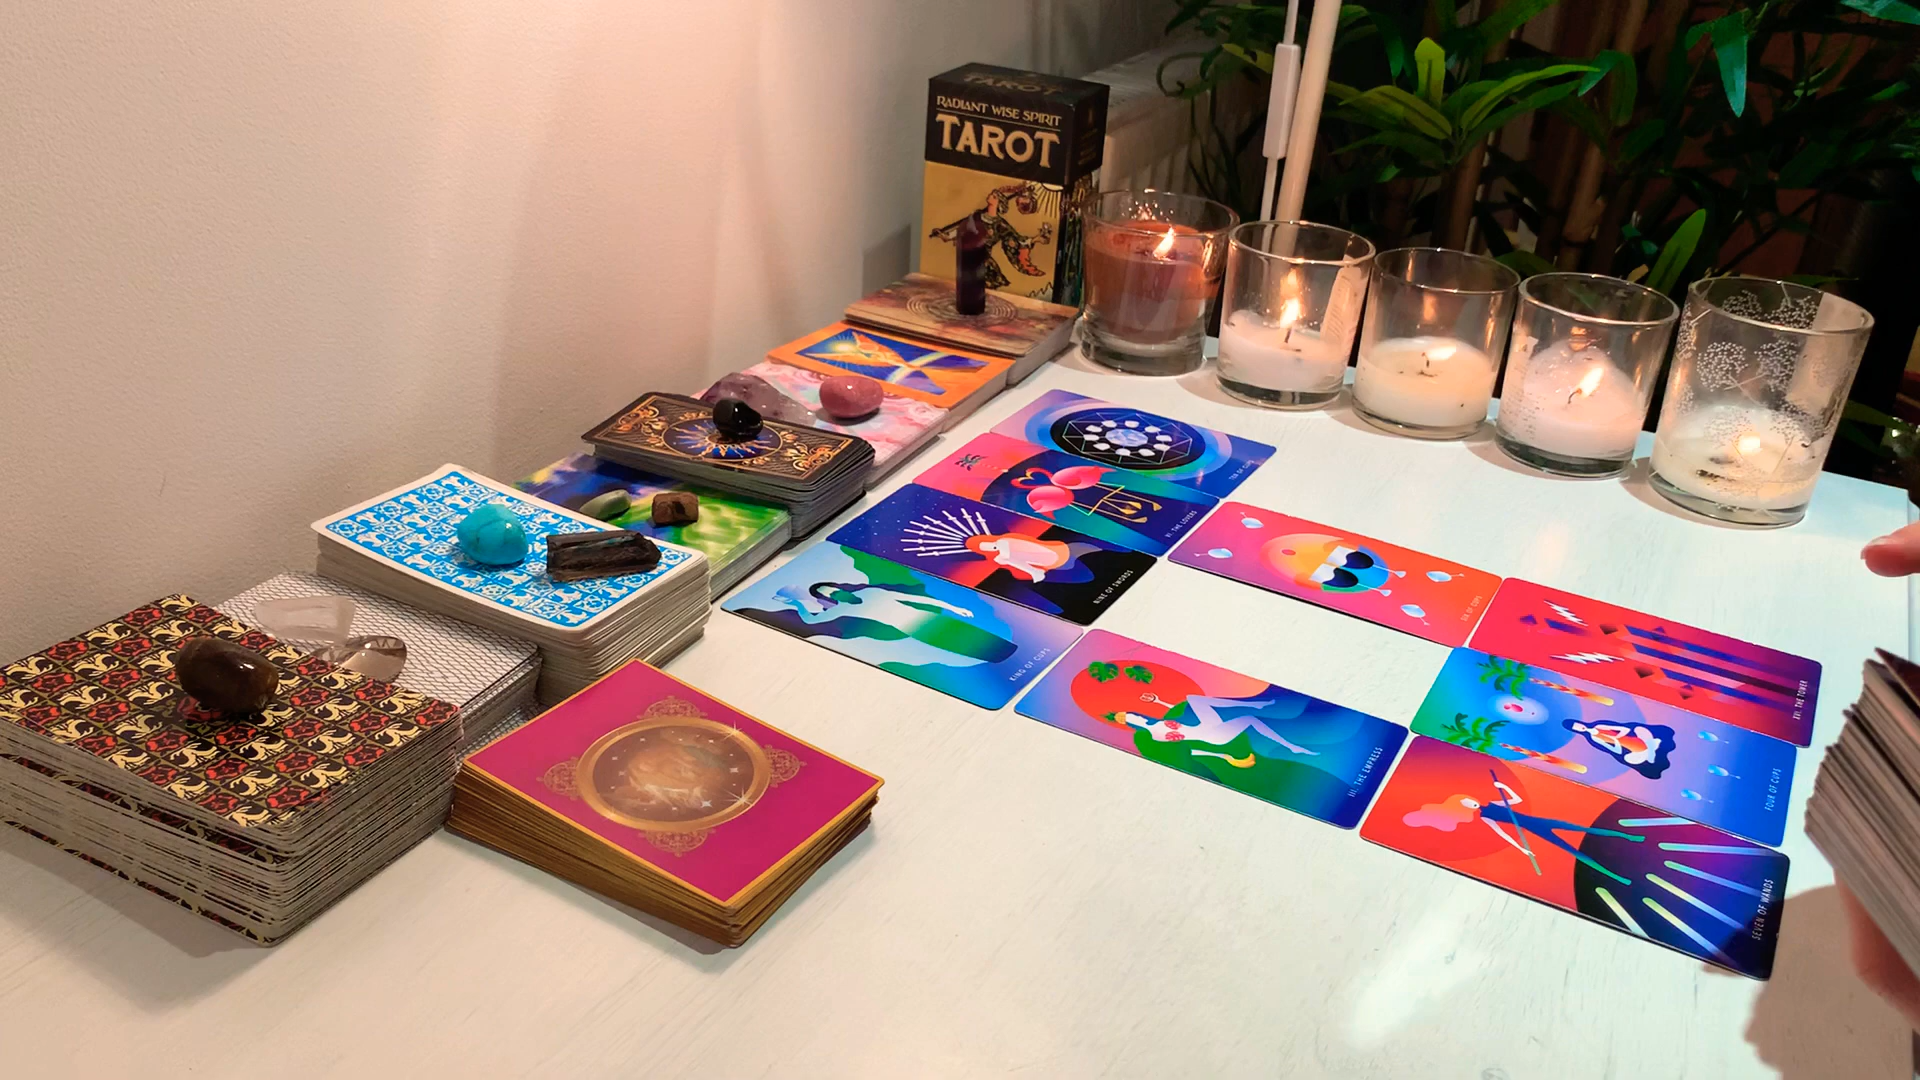 TAROT
RADIANT WISE SPIRIT
TAROT
VI. THE LOVERS
NINE OF SWORDS
KING OF CUPS
SIX OF CUPS
XVI. THE TOWER
III. THE EMPRESS
FOUR OF CUPS
SEVEN OF WANDS